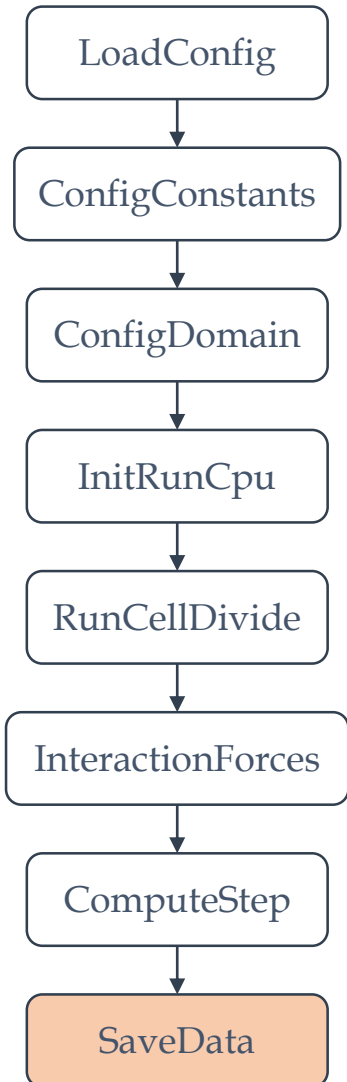 LoadConfig
ConfigConstants
ConfigDomain
InitRunCpu
RunCellDivide
InteractionForces
ComputeStep
SaveData